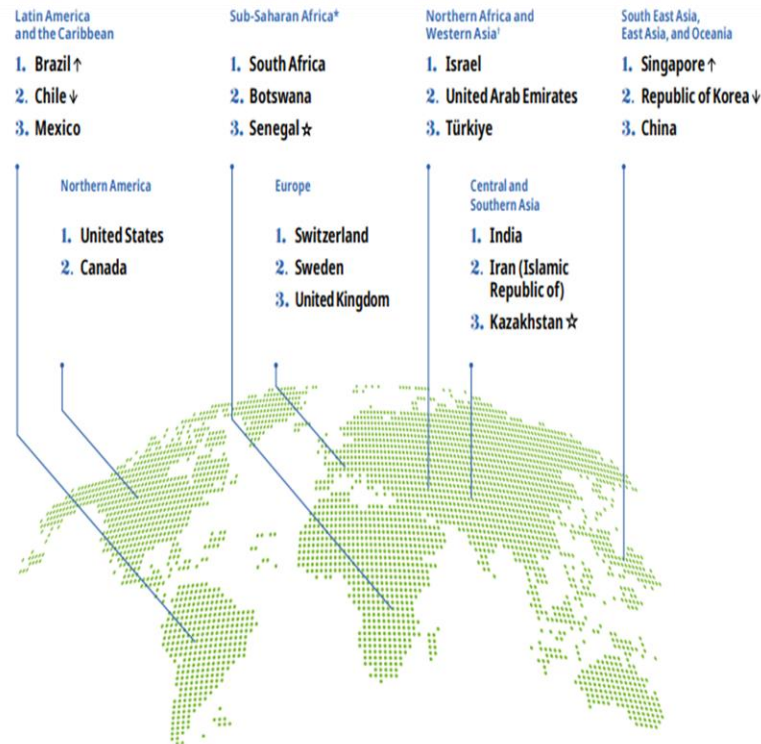 Latin America
and the Caribbean
1. Brazil ↑
2. Chile ↓
3. Mexico
Sub-Saharan Africa*
1. South Africa
2. Botswana
3. Senegal ☆
Northern Africa and
Western Asia†
1. Israel
2. United Arab Emirates
3. Türkiye
South East Asia,
East Asia, and Oceania
1. Singapore ↑
2. Republic of Korea ↓
3. China
Northern America
1. United States
2. Canada
Europe
1. Switzerland
2. Sweden
3. United Kingdom
Central and
Southern Asia
1. India
2. Iran (Islamic
Republic of)
3. Kazakhstan ☆